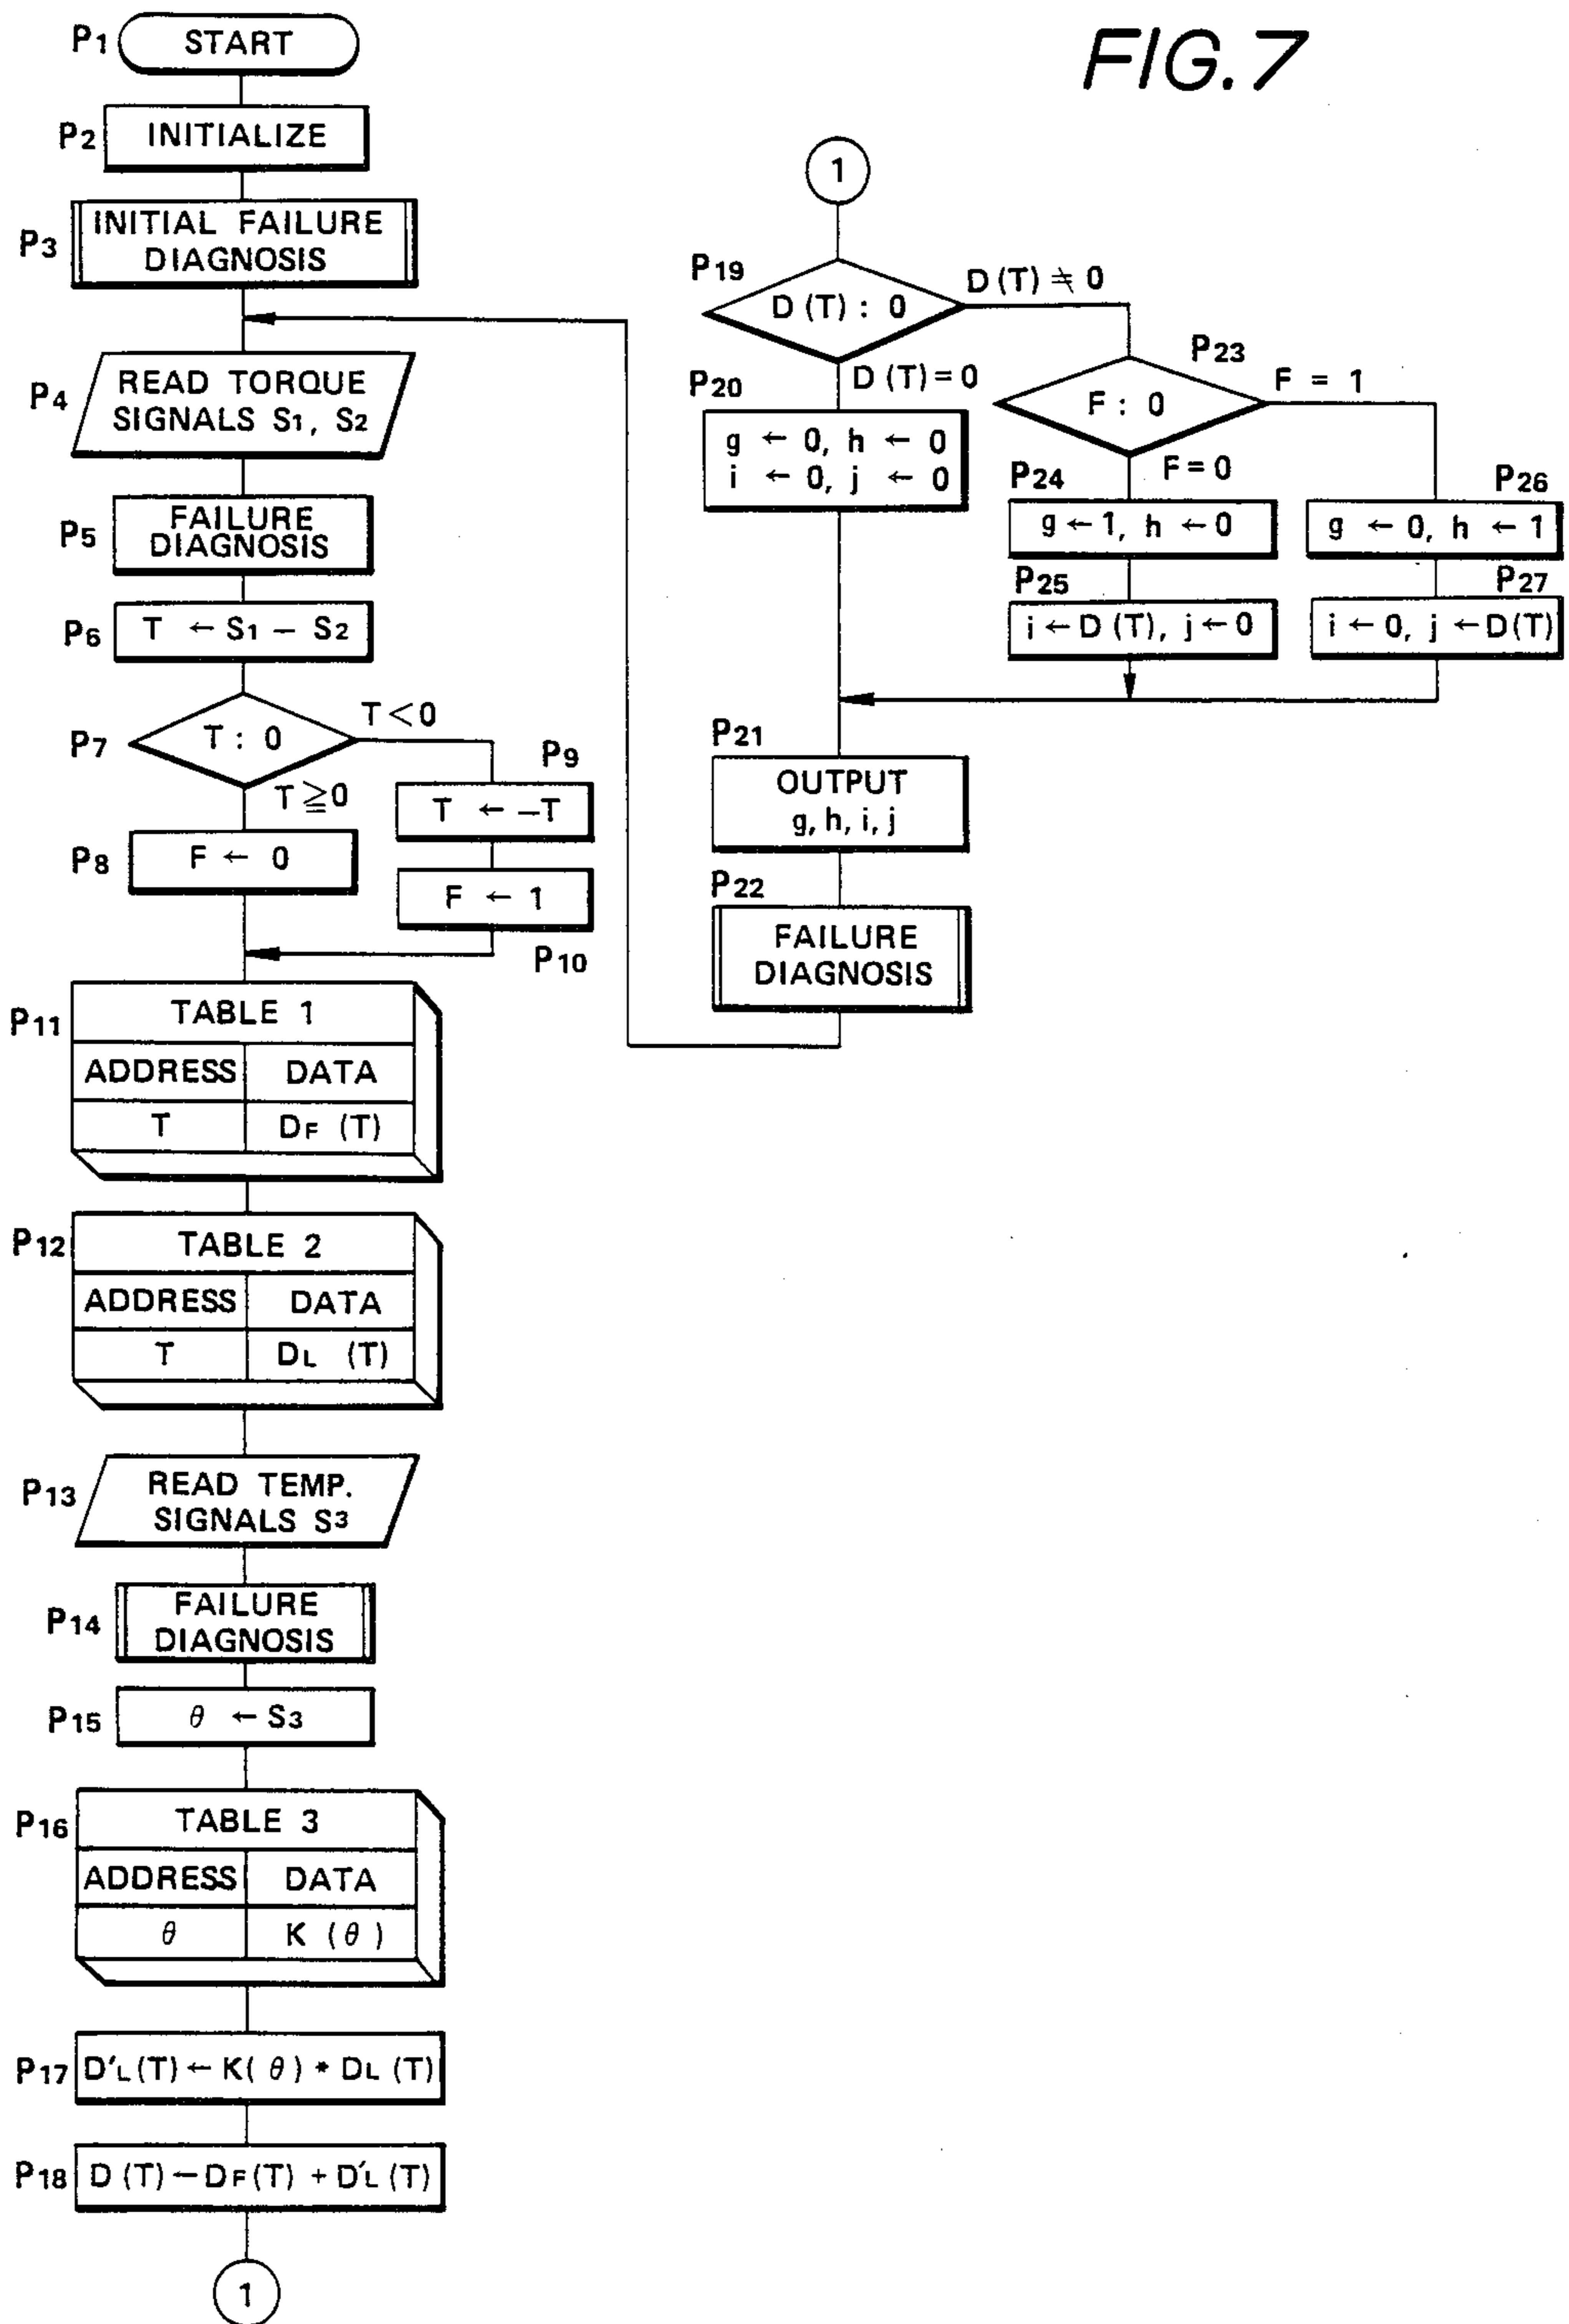 FIG.7
P1 START
P2 INITIALIZE
P3 INITIAL FAILURE
DIAGNOSIS
P4 READ TORQUE
SIGNALS S1, S2
P5 FAILURE
DIAGNOSIS
P6 T ← S1 – S2
P7 T : 0
T<0
T≧0
P8 F ← 0
P9
T ← –T
F ← 1
P10
P11 TABLE 1
ADDRESS DATA
T DF (T)
P12 TABLE 2
ADDRESS DATA
T DL (T)
P13 READ TEMP.
SIGNALS S3
P14 FAILURE
DIAGNOSIS
P15 θ ← S3
P16 TABLE 3
ADDRESS DATA
θ K (θ)
P17 D'L(T) ← K(θ) * DL (T)
P18 D (T) ← DF(T) + D'L (T)
1
1
P19 D (T) : 0
D (T) ≠ 0
D (T) = 0
P20
g ← 0, h ← 0
i ← 0, j ← 0
P23
F : 0
F = 1
F = 0
P24
g ← 1, h ← 0
P25
i ← D (T), j ← 0
P26
g ← 0, h ← 1
P27
i ← 0, j ← D(T)
P21
OUTPUT
g, h, i, j
P22
FAILURE
DIAGNOSIS